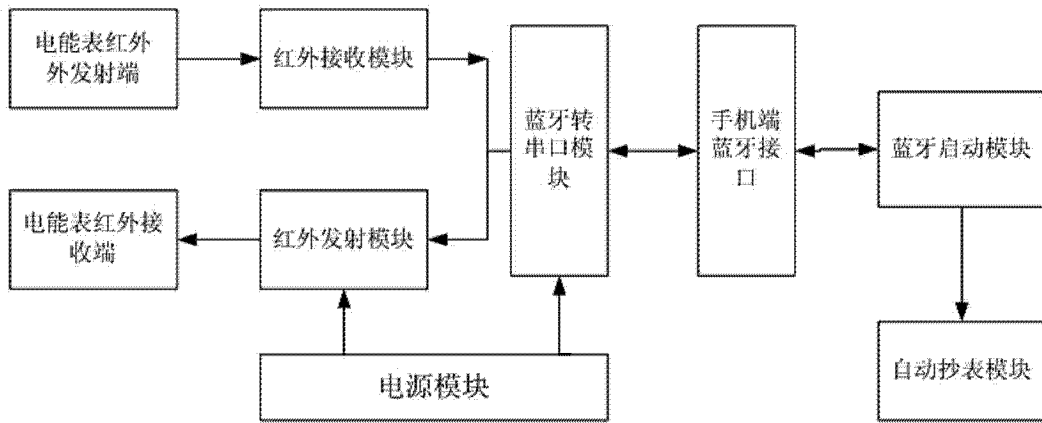 电能表红外
外发射端
红外接收模块
蓝牙转
串口模
块
手机端
蓝牙接
口
蓝牙启动模块
电能表红外接
收端
红外发射模块
电源模块
自动抄表模块